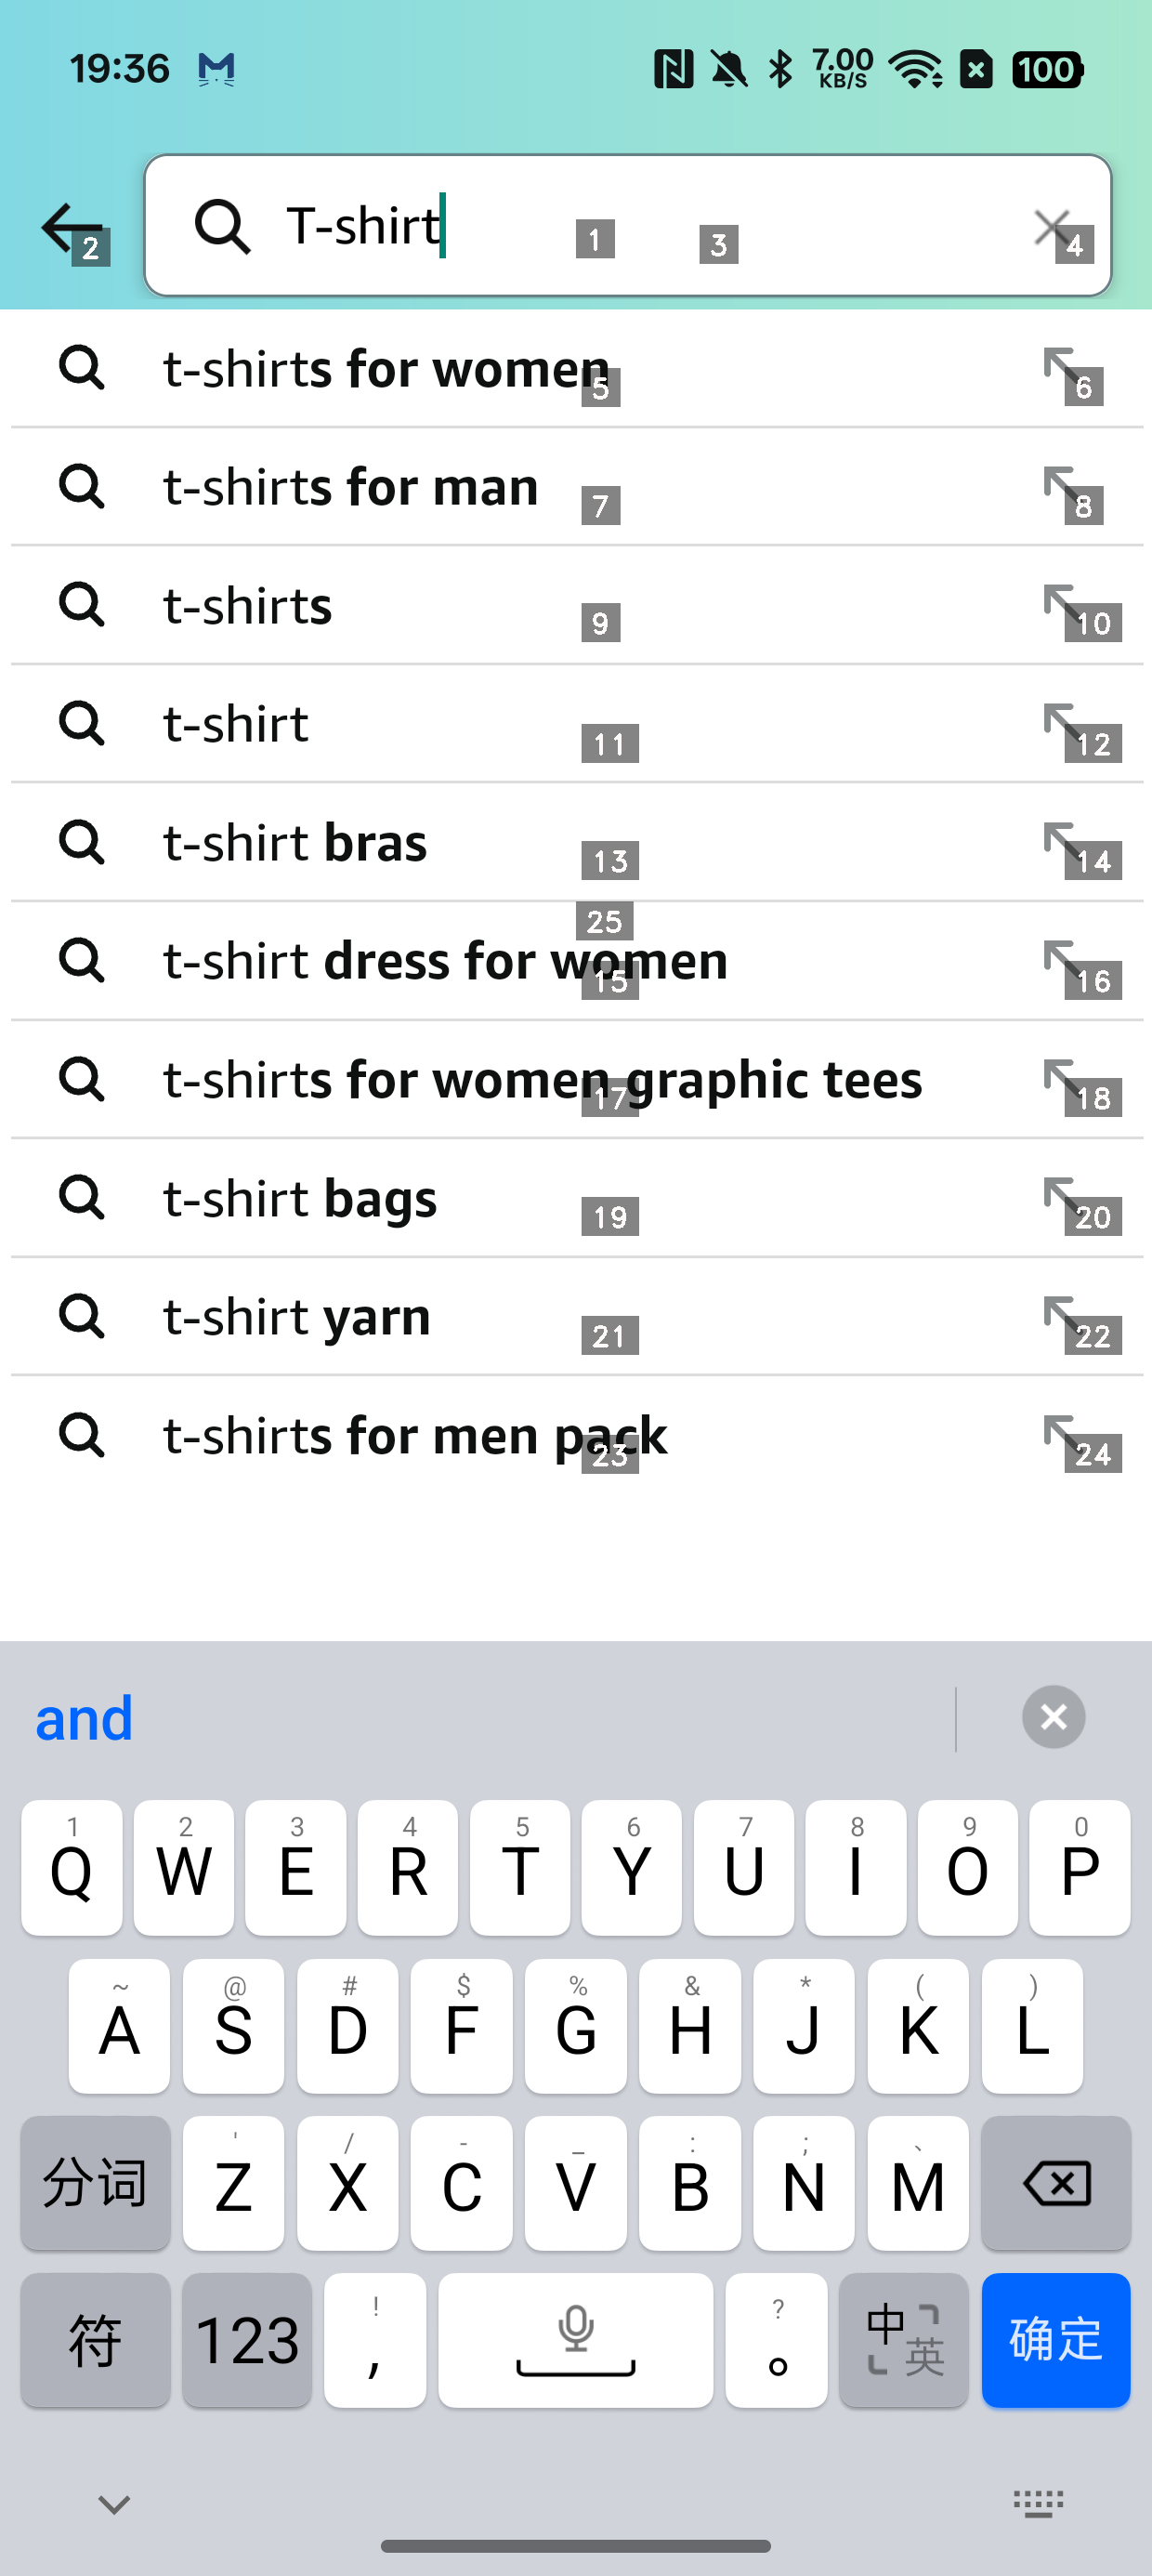 19:36 7.00 KB/S 100
T-shirt
2 1 3 4
t-shirts for women
5 6
t-shirts for man
7 8
t-shirts
9 10
t-shirt
11 12
t-shirt bras
13 14
25
t-shirt dress for women
15 16
t-shirts for women graphic tees
17 18
t-shirt bags
19 20
t-shirt yarn
21 22
t-shirts for men pack
23 24
and
1 2 3 4 5 6 7 8 9 0
Q W E R T Y U I O P
~ @ # $ % & * ( )
A S D F G H J K L
' / - _ : ; 、
分词 Z X C V B N M
! ?
符 123 , 。 中 英 确定